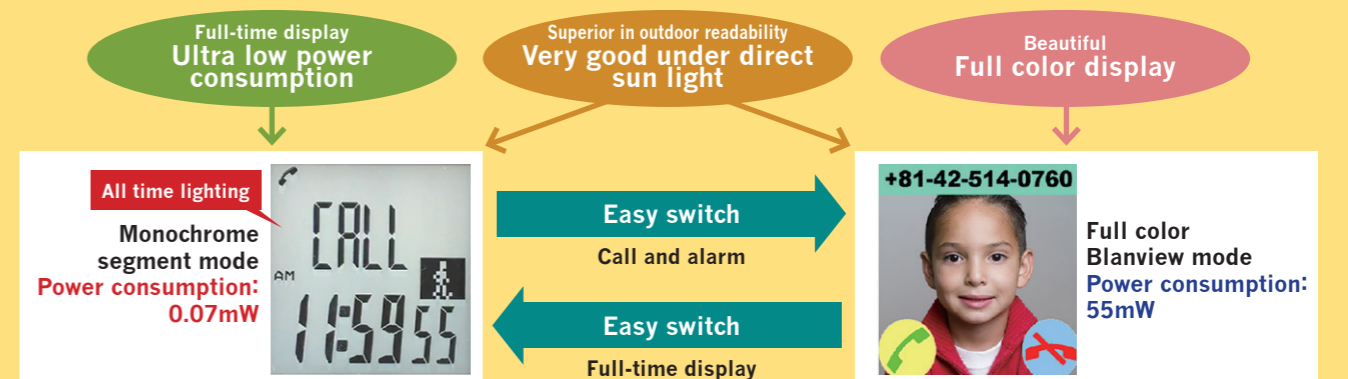 Full-time display
Ultra low power
consumption
Superior in outdoor readability
Very good under direct
sun light
Beautiful
Full color display
All time lighting
Monochrome
segment mode
Power consumption:
0.07mW
CALL
AM
11:59 55
Easy switch
Call and alarm
Easy switch
Full-time display
+81-42-514-0760
Full color
Blanview mode
Power consumption:
55mW